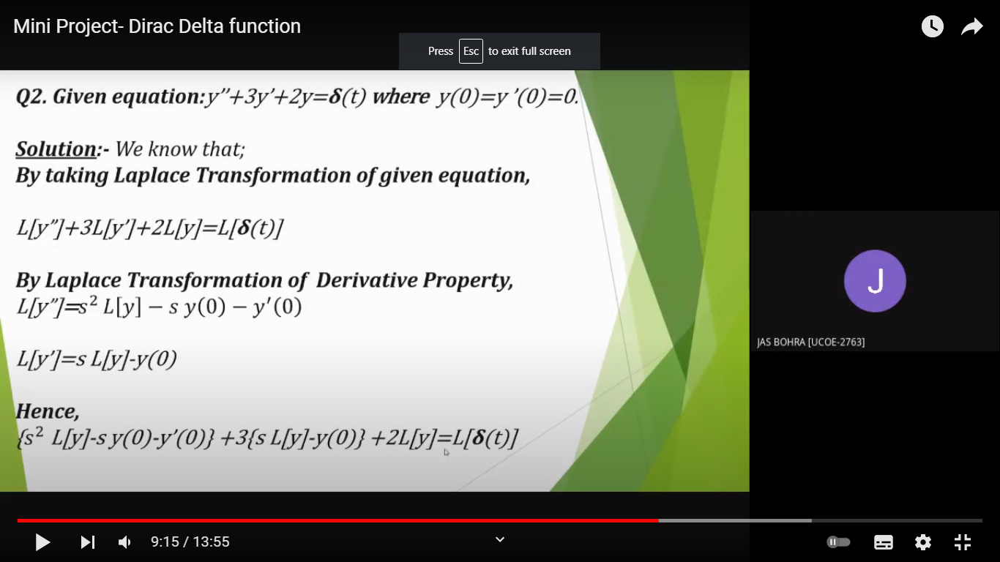 Mini Project- Dirac Delta function
Press Esc to exit full screen
Q2. Given equation:y”+3y’+2y=δ(t) where y(0)=y ’(0)=0.
Solution:- We know that;
By taking Laplace Transformation of given equation,
L[y”]+3L[y’]+2L[y]=L[δ(t)]
By Laplace Transformation of Derivative Property,
L[y”]=s² L[y] − s y(0) − y′(0)
L[y’]=s L[y]-y(0)
Hence,
{s² L[y]-s y(0)-y’(0)} +3{s L[y]-y(0)} +2L[y]=L[δ(t)]
J
JAS BOHRA [UCOE-2763]
9:15 / 13:55